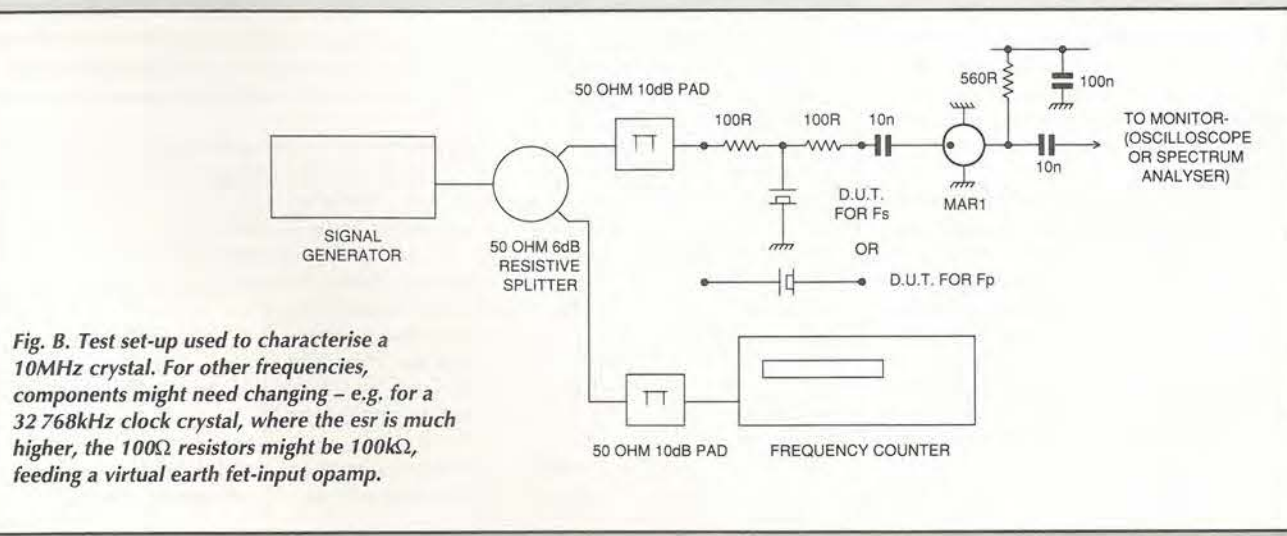 50 OHM 10dB PAD
100R
100R
10n
560R
100n
TO MONITOR-
(OSCILLOSCOPE
OR SPECTRUM
ANALYSER)
10n
MAR1
D.U.T.
FOR Fs
OR
D.U.T. FOR Fp
SIGNAL
GENERATOR
50 OHM 6dB
RESISTIVE
SPLITTER
50 OHM 10dB PAD
FREQUENCY COUNTER
Fig. B. Test set-up used to characterise a
10MHz crystal. For other frequencies,
components might need changing – e.g. for a
32 768kHz clock crystal, where the esr is much
higher, the 100Ω resistors might be 100kΩ,
feeding a virtual earth fet-input opamp.